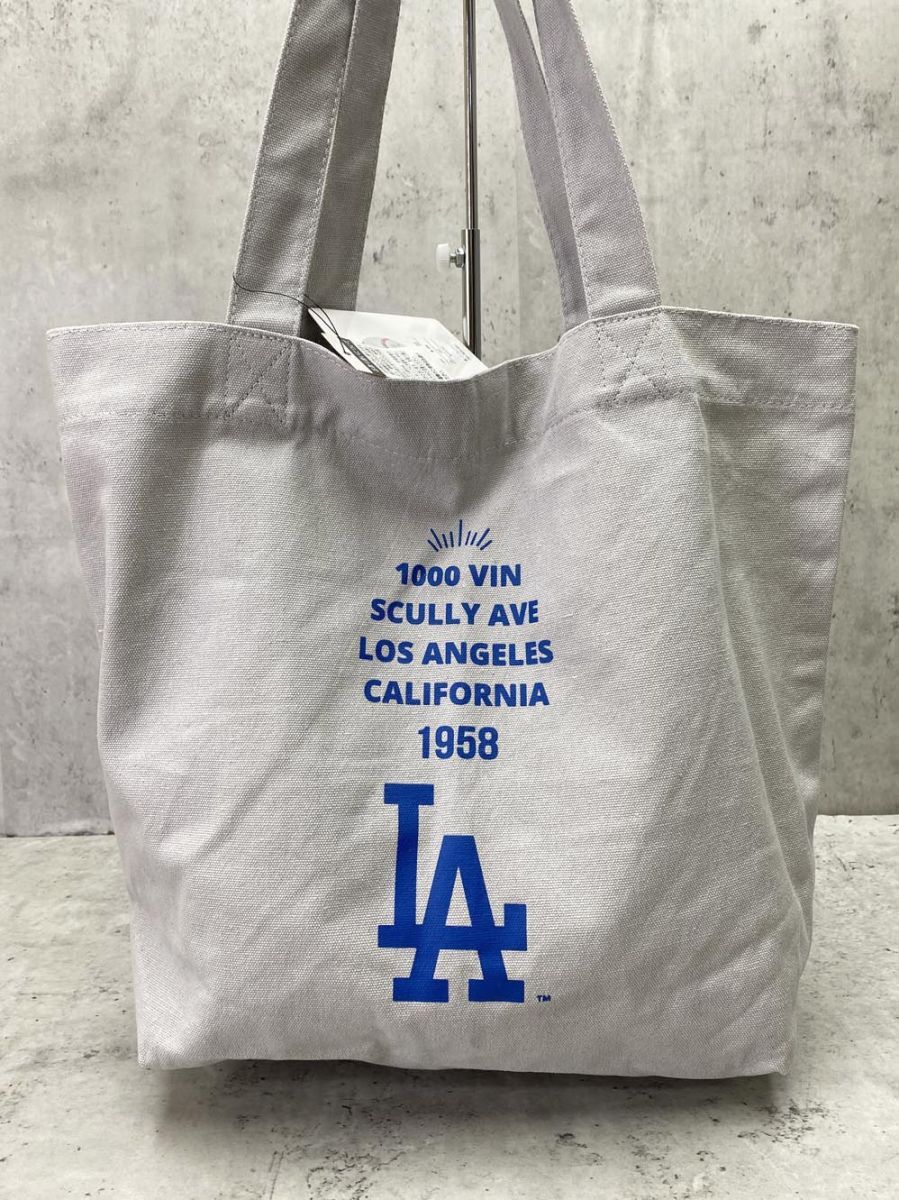 1000 VIN
SCULLY AVE
LOS ANGELES
CALIFORNIA
1958
LA
™